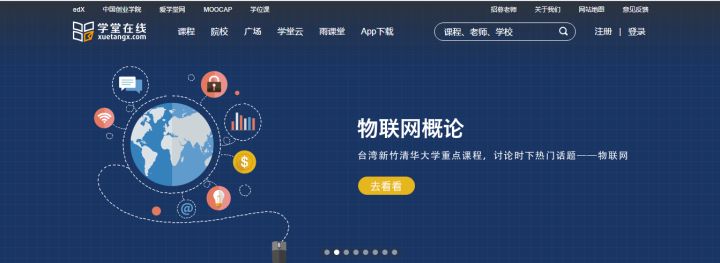 edX 中国创业学院 爱学堂网 MOOCAP 学位课 招募老师 关于我们 网站地图 意见反馈
学堂在线
xuetangx.com
课程 院校 广场 学堂云 雨课堂 App下载 课程、老师、学校 注册 | 登录
物联网概论
台湾新竹清华大学重点课程，讨论时下热门话题——物联网
$
@
去看看